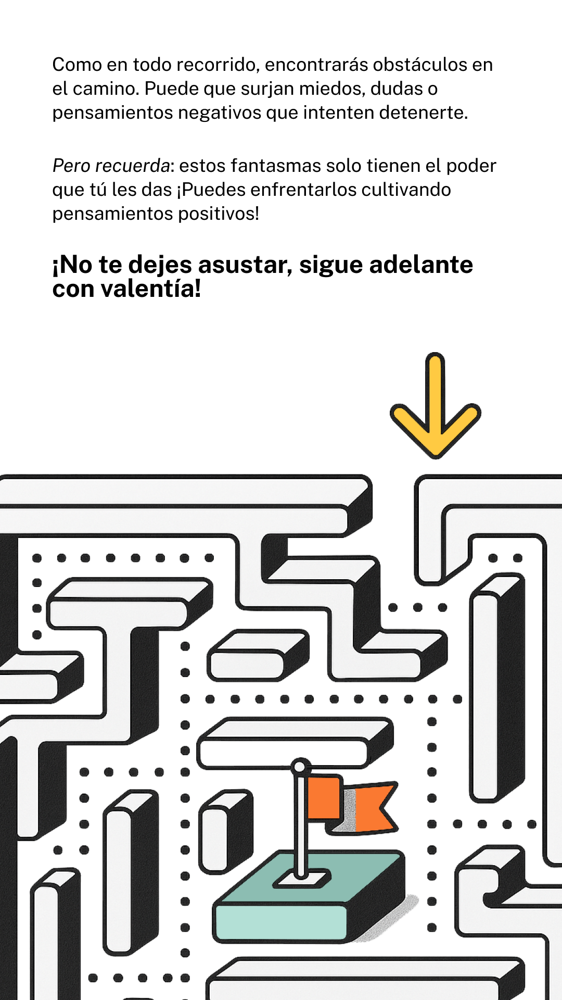 Como en todo recorrido, encontrarás obstáculos en
el camino. Puede que surjan miedos, dudas o
pensamientos negativos que intenten detenerte.
Pero recuerda: estos fantasmas solo tienen el poder
que tú les das ¡Puedes enfrentarlos cultivando
pensamientos positivos!
¡No te dejes asustar, sigue adelante
con valentía!